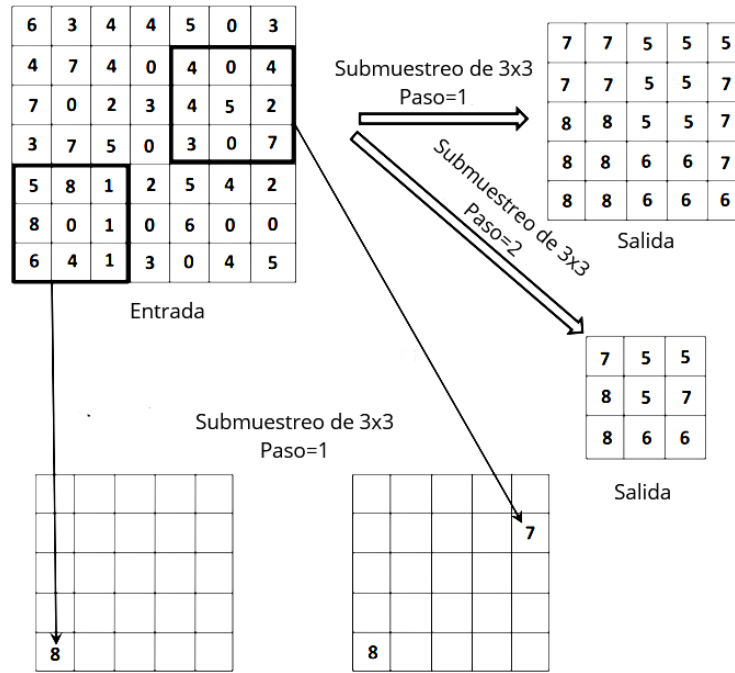 6 3 4 4 5 0 3
4 7 4 0 4 0 4
7 0 2 3 4 5 2
3 7 5 0 3 0 7
5 8 1 2 5 4 2
8 0 1 0 6 0 0
6 4 1 3 0 4 5
Entrada
Submuestreo de 3x3
Paso=1
7 7 5 5 5
7 7 5 5 7
8 8 5 5 7
8 8 6 6 7
8 8 6 6 6
Salida
Submuestreo de 3x3
Paso=2
7 5 5
8 5 7
8 6 6
Salida
Submuestreo de 3x3
Paso=1
8
7
8